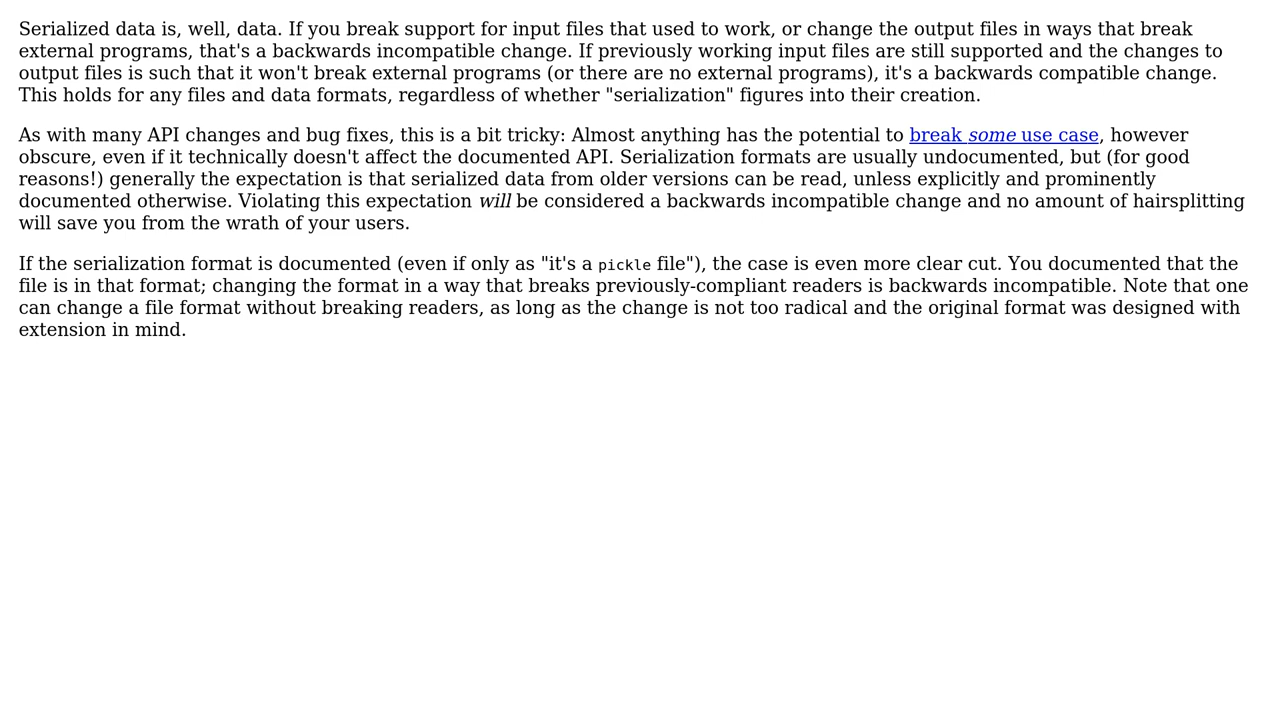 Serialized data is, well, data. If you break support for input files that used to work, or change the output files in ways that break
external programs, that's a backwards incompatible change. If previously working input files are still supported and the changes to
output files is such that it won't break external programs (or there are no external programs), it's a backwards compatible change.
This holds for any files and data formats, regardless of whether "serialization" figures into their creation.
As with many API changes and bug fixes, this is a bit tricky: Almost anything has the potential to break some use case, however
obscure, even if it technically doesn't affect the documented API. Serialization formats are usually undocumented, but (for good
reasons!) generally the expectation is that serialized data from older versions can be read, unless explicitly and prominently
documented otherwise. Violating this expectation will be considered a backwards incompatible change and no amount of hairsplitting
will save you from the wrath of your users.
If the serialization format is documented (even if only as "it's a pickle file"), the case is even more clear cut. You documented that the
file is in that format; changing the format in a way that breaks previously-compliant readers is backwards incompatible. Note that one
can change a file format without breaking readers, as long as the change is not too radical and the original format was designed with
extension in mind.